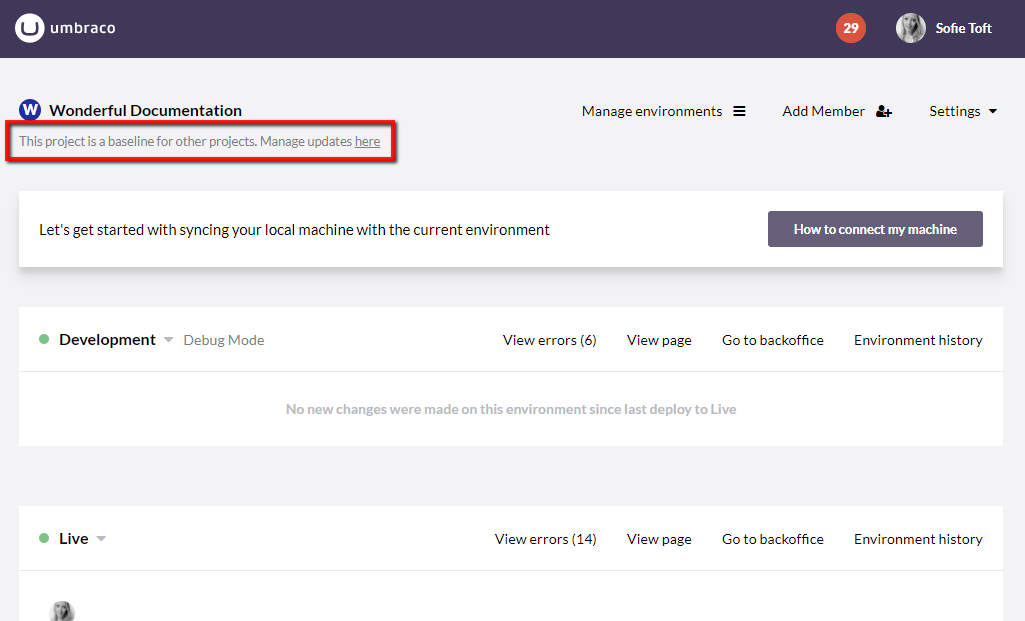 umbraco
29
Sofie Toft
W Wonderful Documentation
Manage environments
Add Member
Settings
This project is a baseline for other projects. Manage updates here
Let's get started with syncing your local machine with the current environment
How to connect my machine
Development
Debug Mode
View errors (6)
View page
Go to backoffice
Environment history
No new changes were made on this environment since last deploy to Live
Live
View errors (14)
View page
Go to backoffice
Environment history